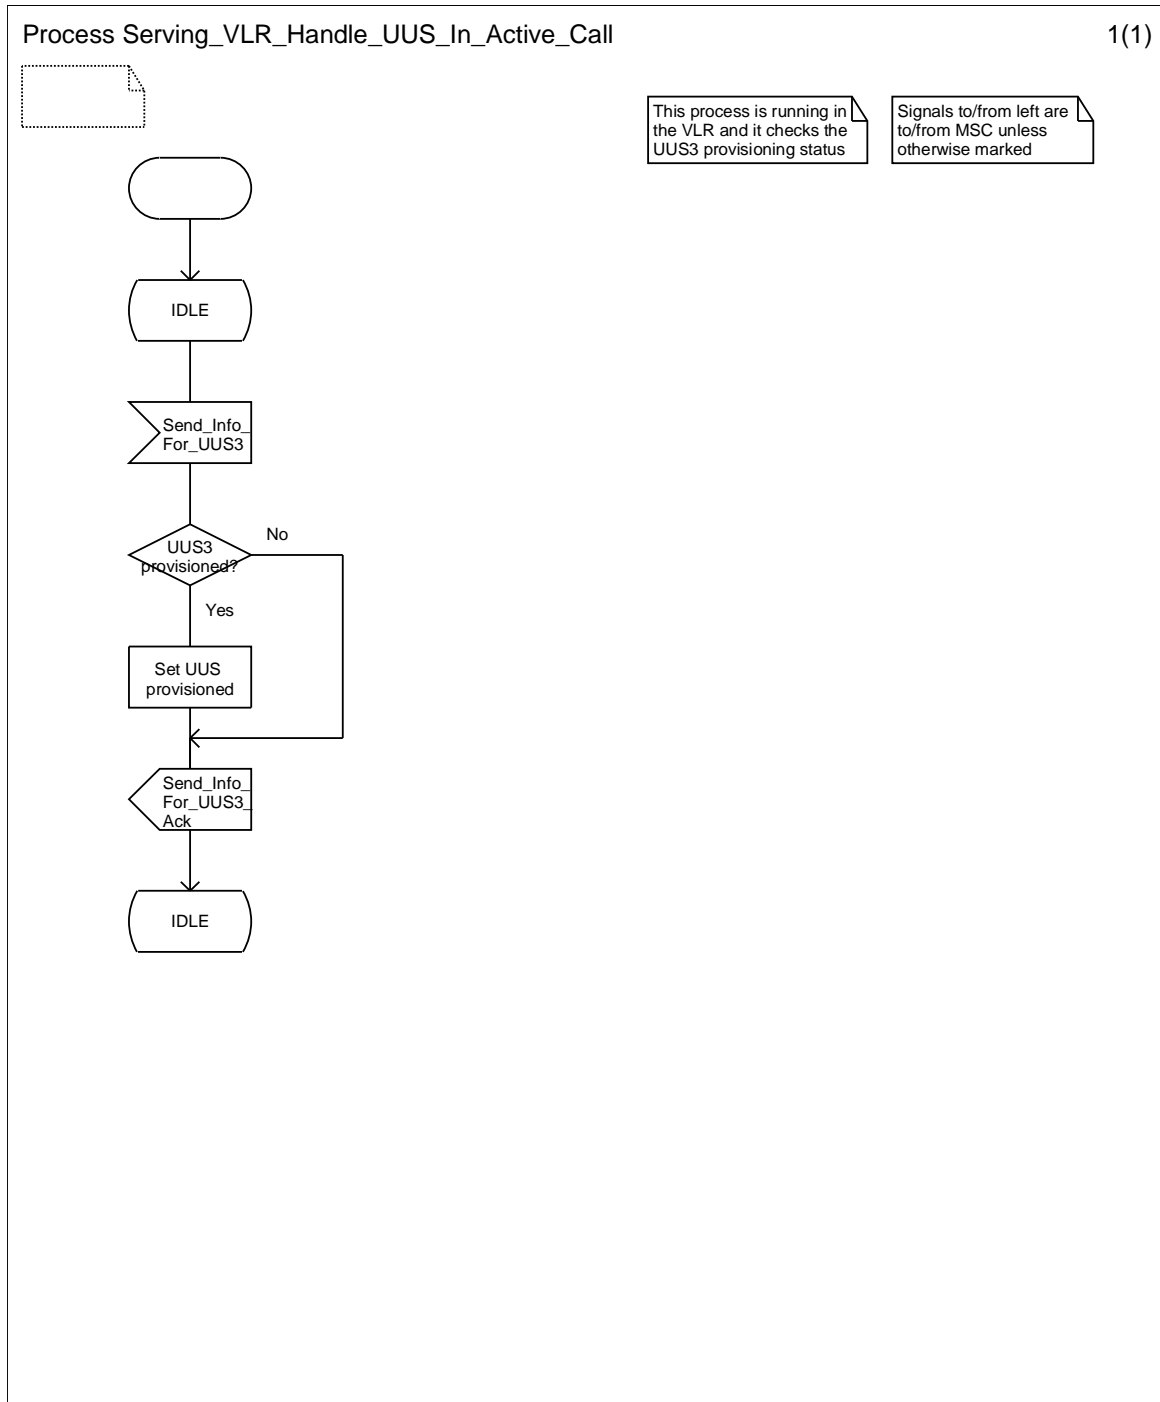 Process Serving_VLR_Handle_UUS_In_Active_Call
1(1)
This process is running in
the VLR and it checks the
UUS3 provisioning status
Signals to/from left are
to/from MSC unless
otherwise marked
IDLE
Send_Info_
For_UUS3
UUS3
provisioned?
No
Yes
Set UUS
provisioned
Send_Info_
For_UUS3_
Ack
IDLE